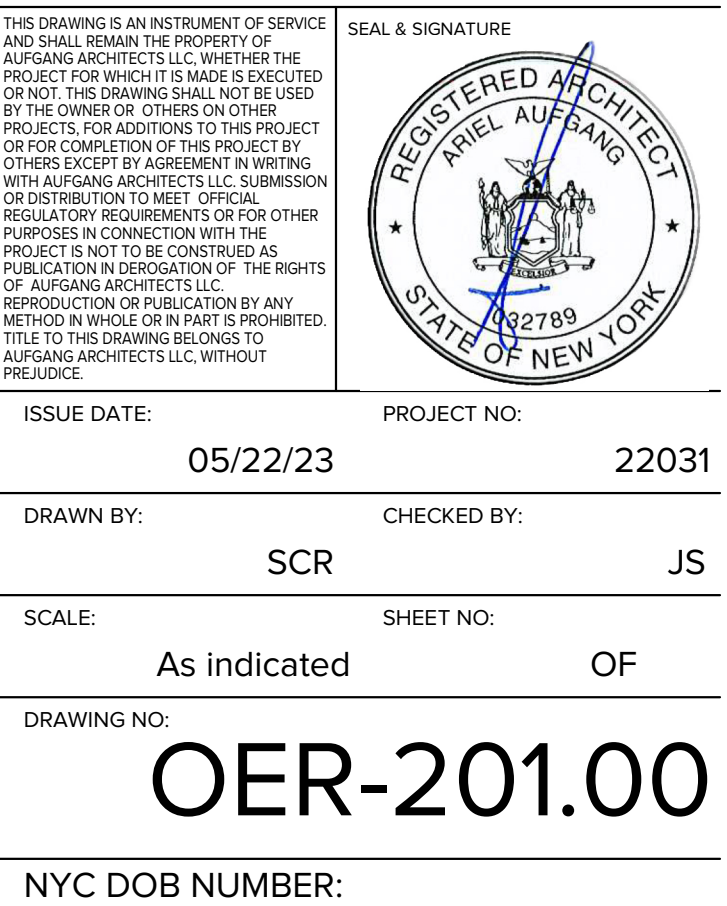 THIS DRAWING IS AN INSTRUMENT OF SERVICE
AND SHALL REMAIN THE PROPERTY OF
AUFGANG ARCHITECTS LLC, WHETHER THE
PROJECT FOR WHICH IT IS MADE IS EXECUTED
OR NOT. THIS DRAWING SHALL NOT BE USED
BY THE OWNER OR OTHERS ON OTHER
PROJECTS, FOR ADDITIONS TO THIS PROJECT
OR FOR COMPLETION OF THIS PROJECT BY
OTHERS EXCEPT BY AGREEMENT IN WRITING
WITH AUFGANG ARCHITECTS LLC. SUBMISSION
OR DISTRIBUTION TO MEET OFFICIAL
REGULATORY REQUIREMENTS OR FOR OTHER
PURPOSES IN CONNECTION WITH THE
PROJECT IS NOT TO BE CONSTRUED AS
PUBLICATION IN DEROGATION OF THE RIGHTS
OF AUFGANG ARCHITECTS LLC.
REPRODUCTION OR PUBLICATION BY ANY
METHOD IN WHOLE OR IN PART IS PROHIBITED.
TITLE TO THIS DRAWING BELONGS TO
AUFGANG ARCHITECTS LLC, WITHOUT
PREJUDICE.
SEAL & SIGNATURE
REGISTERED ARCHITECT
ARIEL AUFGANG
EXCELSIOR
032789
STATE OF NEW YORK
ISSUE DATE:
05/22/23
PROJECT NO:
22031
DRAWN BY:
SCR
CHECKED BY:
JS
SCALE:
As indicated
SHEET NO:
OF
DRAWING NO:
OER-201.00
NYC DOB NUMBER: